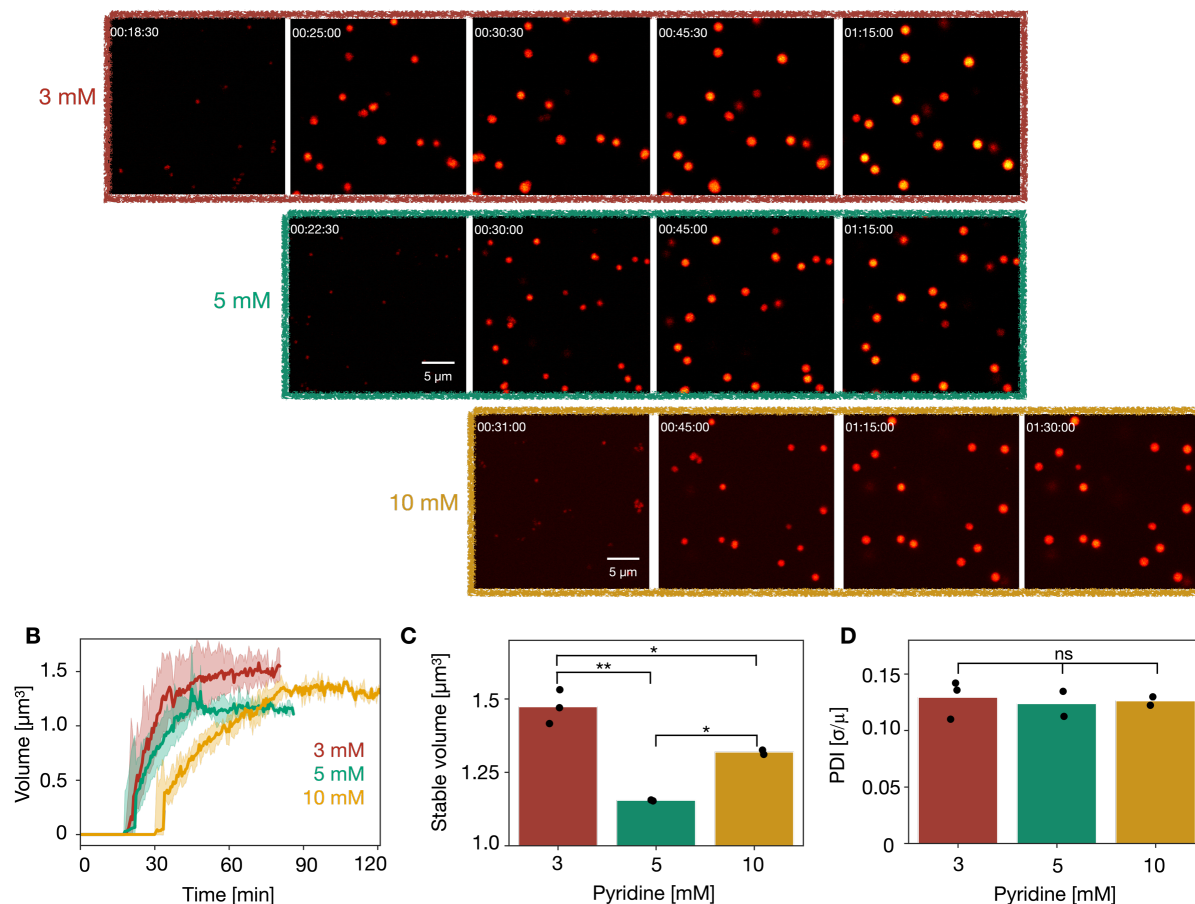 00:18:30 00:25:00 00:30:30 00:45:30 01:15:00
3 mM
00:22:30 00:30:00 00:45:00 01:15:00
5 mM
5 µm
00:31:00 00:45:00 01:15:00 01:30:00
10 mM
5 µm
B
Volume [µm³]
1.5
1.0
0.5
0
3 mM
5 mM
10 mM
0 30 60 90 120
Time [min]
C
Stable volume [µm³]
1.5
1.25
1.0
*
**
*
3 5 10
Pyridine [mM]
D
PDI [σ/µ]
0.15
0.10
0.05
0
ns
3 5 10
Pyridine [mM]